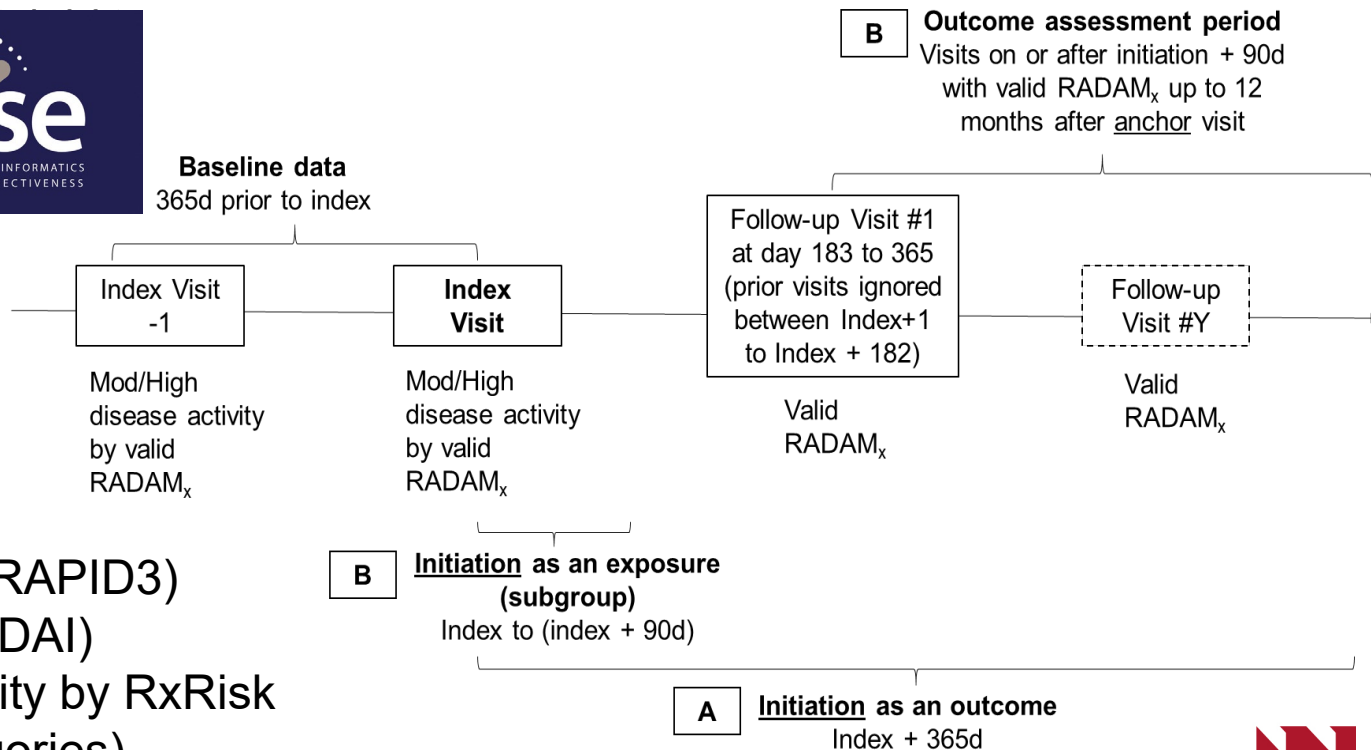 se
INFORMATICS
ECTIVENESS
Baseline data
365d prior to index
B
Outcome assessment period
Visits on or after initiation + 90d
with valid RADAMx up to 12
months after anchor visit
Index Visit
-1
Index
Visit
Follow-up Visit #1
at day 183 to 365
(prior visits ignored
between Index+1
to Index + 182)
Follow-up
Visit #Y
Mod/High
disease activity
by valid
RADAMx
Mod/High
disease activity
by valid
RADAMx
Valid
RADAMx
Valid
RADAMx
B
Initiation as an exposure
(subgroup)
Index to (index + 90d)
RAPID3)
DAI)
ity by RxRisk
A
Initiation as an outcome
Index + 365d